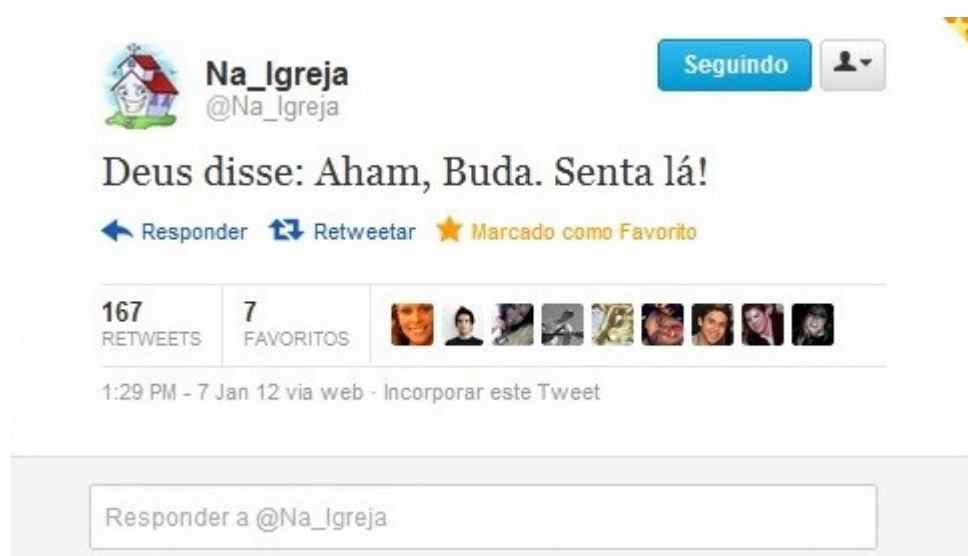 Na_Igreja
@Na_Igreja
Seguindo
Deus disse: Aham, Buda. Senta lá!
Responder Retweetar Marcado como Favorito
167
RETWEETS
7
FAVORITOS
1:29 PM - 7 Jan 12 via web · Incorporar este Tweet
Responder a @Na_Igreja